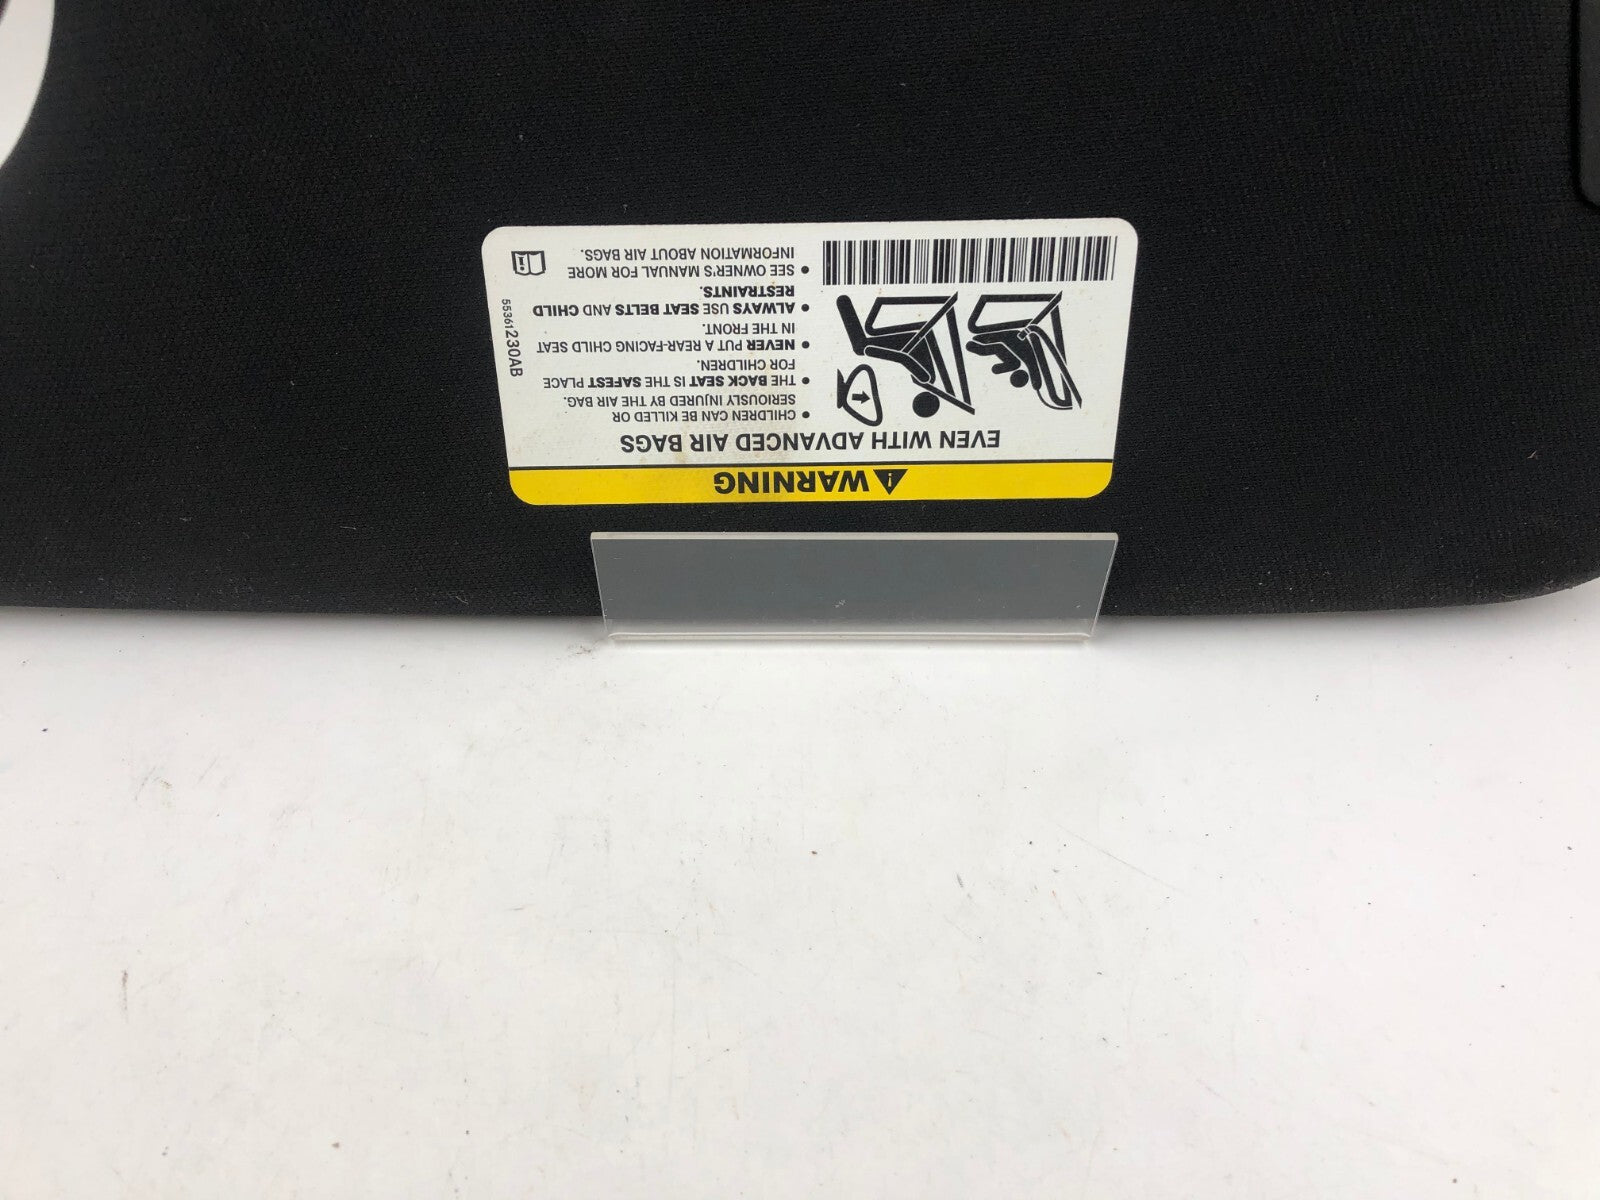 WARNING
EVEN WITH ADVANCED AIR BAGS
• CHILDREN CAN BE KILLED OR
SERIOUSLY INJURED BY THE AIR BAG.
• THE BACK SEAT IS THE SAFEST PLACE
FOR CHILDREN.
• NEVER PUT A REAR-FACING CHILD SEAT
IN THE FRONT.
• ALWAYS USE SEAT BELTS AND CHILD
RESTRAINTS.
• SEE OWNER'S MANUAL FOR MORE
INFORMATION ABOUT AIR BAGS.
55361230AB